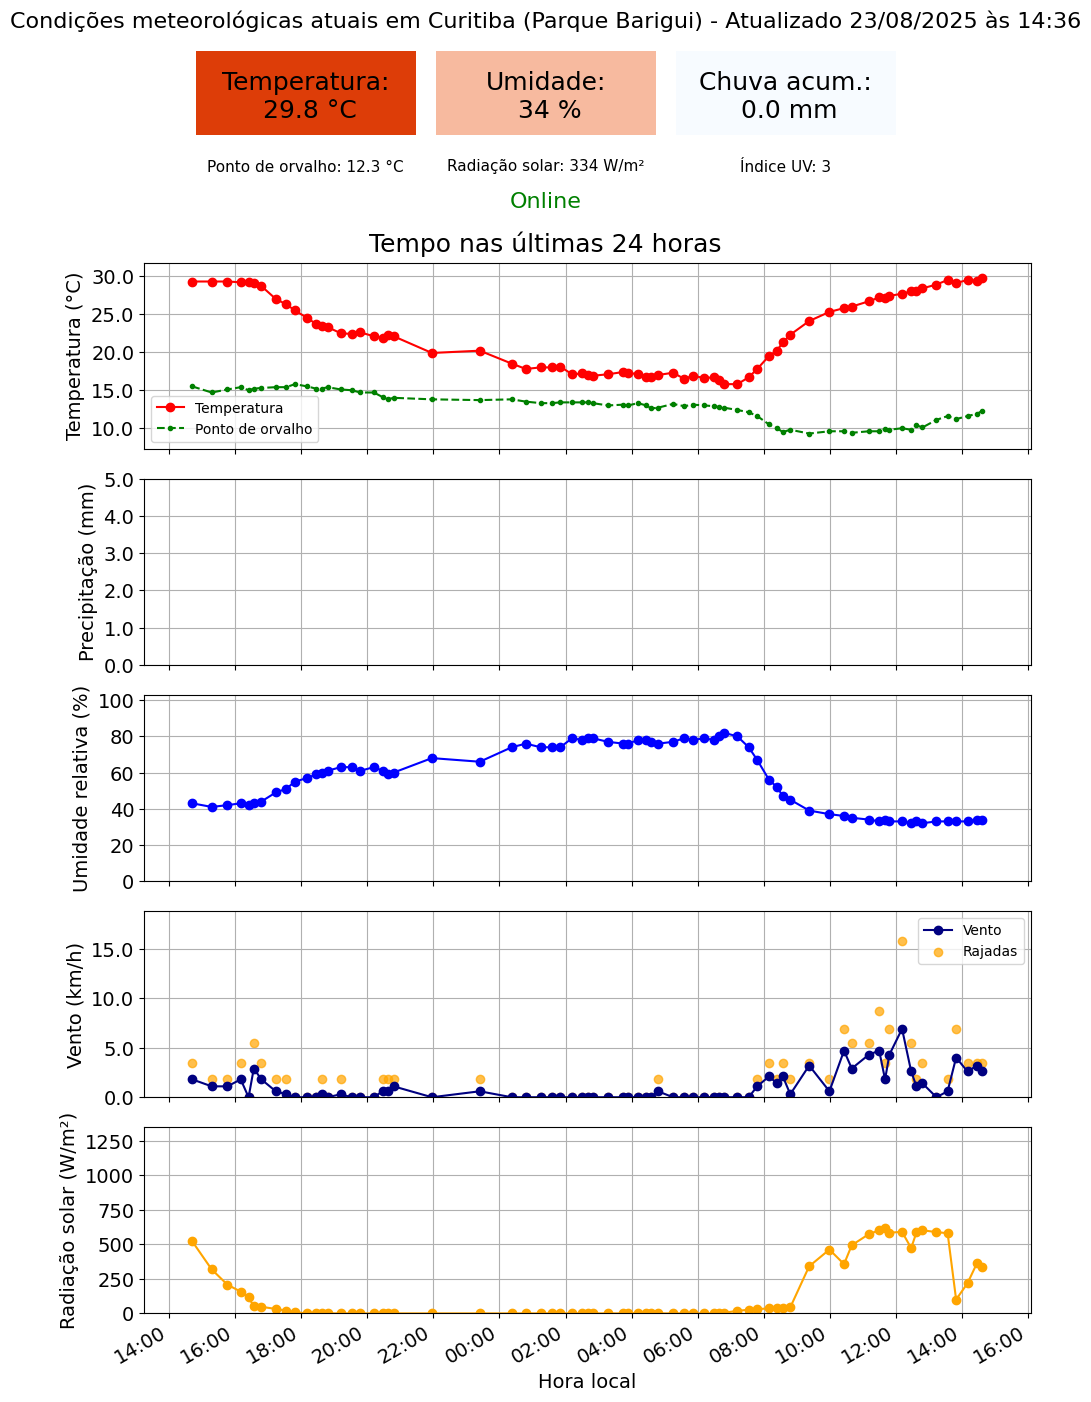 Condições meteorológicas atuais em Curitiba (Parque Barigui) - Atualizado 23/08/2025 às 14:36
Temperatura:
29.8 °C
Umidade:
34 %
Chuva acum.:
0.0 mm
Ponto de orvalho: 12.3 °C
Radiação solar: 334 W/m²
Índice UV: 3
Online
Tempo nas últimas 24 horas
Temperatura (°C)
30.0
25.0
20.0
15.0
10.0
Temperatura
Ponto de orvalho
Precipitação (mm)
5.0
4.0
3.0
2.0
1.0
0.0
Umidade relativa (%)
100
80
60
40
20
0
Vento (km/h)
15.0
10.0
5.0
0.0
Vento
Rajadas
Radiação solar (W/m²)
1250
1000
750
500
250
0
14:00
16:00
18:00
20:00
22:00
00:00
02:00
04:00
06:00
08:00
10:00
12:00
14:00
16:00
Hora local